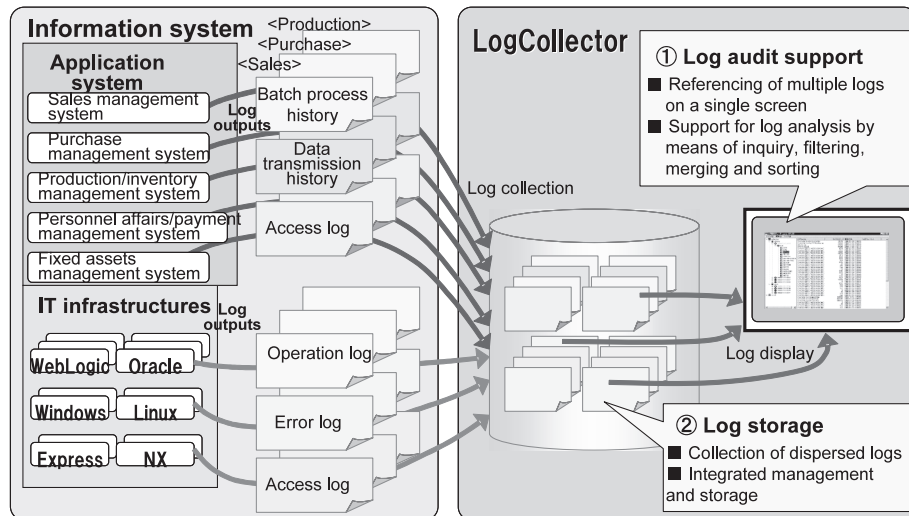 Information system
<Production>
<Purchase>
<Sales>
Application
system
Sales management
system
Purchase
management system
Production/inventory
management system
Personnel affairs/payment
management system
Fixed assets
management system
Log
outputs
Batch process
history
Data
transmission
history
Access log
IT infrastructures
Log
outputs
WebLogic
Oracle
Windows
Linux
Express
NX
Operation log
Error log
Access log
LogCollector
Log collection
① Log audit support
■ Referencing of multiple logs
on a single screen
■ Support for log analysis by
means of inquiry, filtering,
merging and sorting
Log display
② Log storage
■ Collection of dispersed logs
■ Integrated management
and storage